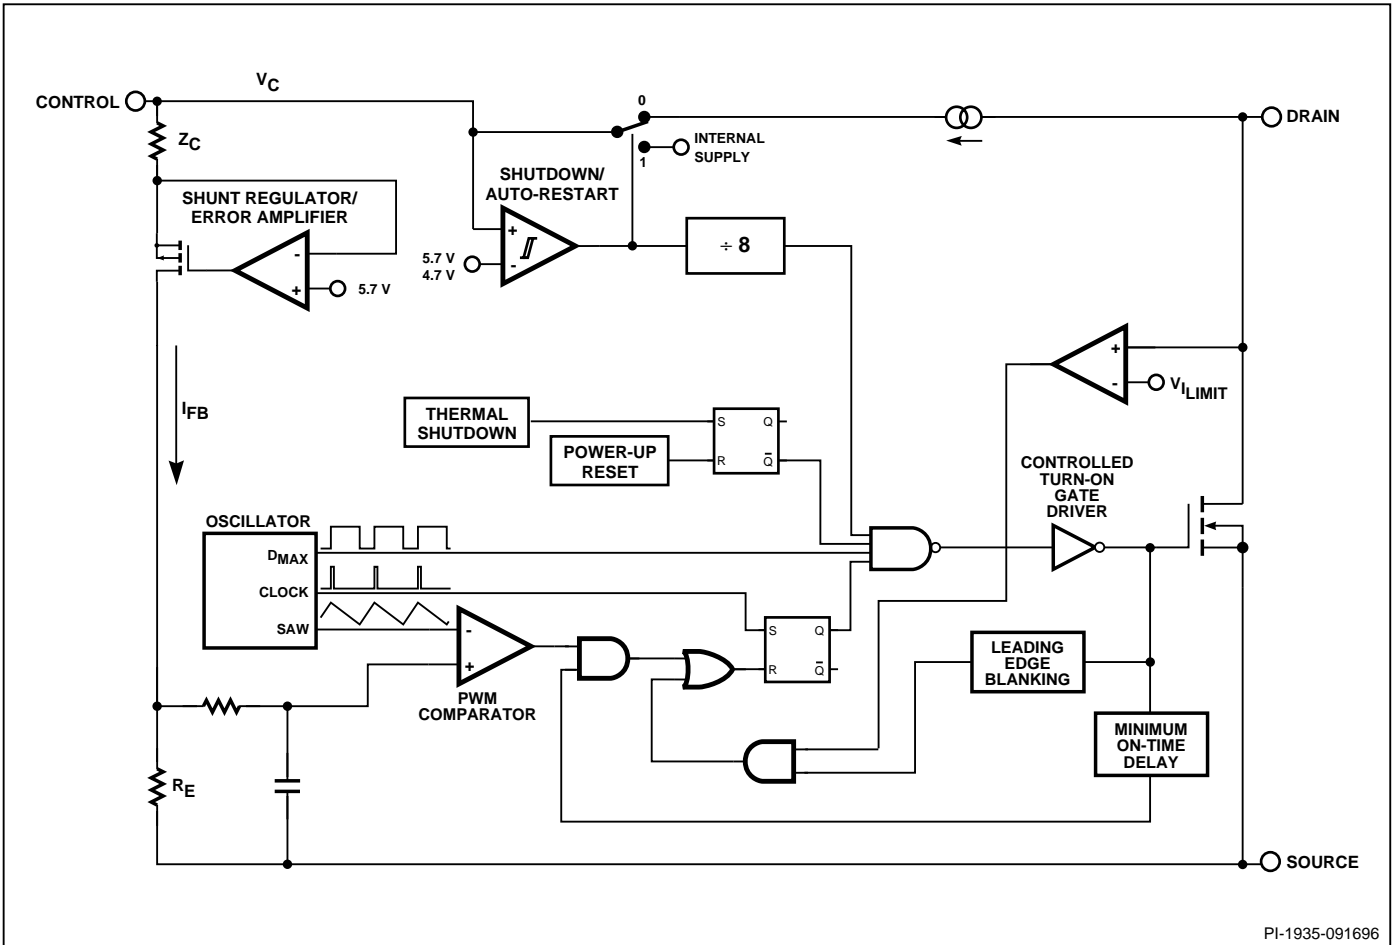 V_C
CONTROL
0
DRAIN
Z_C
INTERNAL
SUPPLY
1
SHUTDOWN/
AUTO-RESTART
SHUNT REGULATOR/
ERROR AMPLIFIER
+
-
5.7 V
4.7 V
÷ 8
-
+
5.7 V
+
-
V_I_LIMIT
I_FB
THERMAL
SHUTDOWN
S
Q
POWER-UP
RESET
R
Q̅
CONTROLLED
TURN-ON
GATE
DRIVER
OSCILLATOR
D_MAX
CLOCK
SAW
-
+
PWM
COMPARATOR
S
Q
R
Q̅
LEADING
EDGE
BLANKING
MINIMUM
ON-TIME
DELAY
R_E
SOURCE
PI-1935-091696